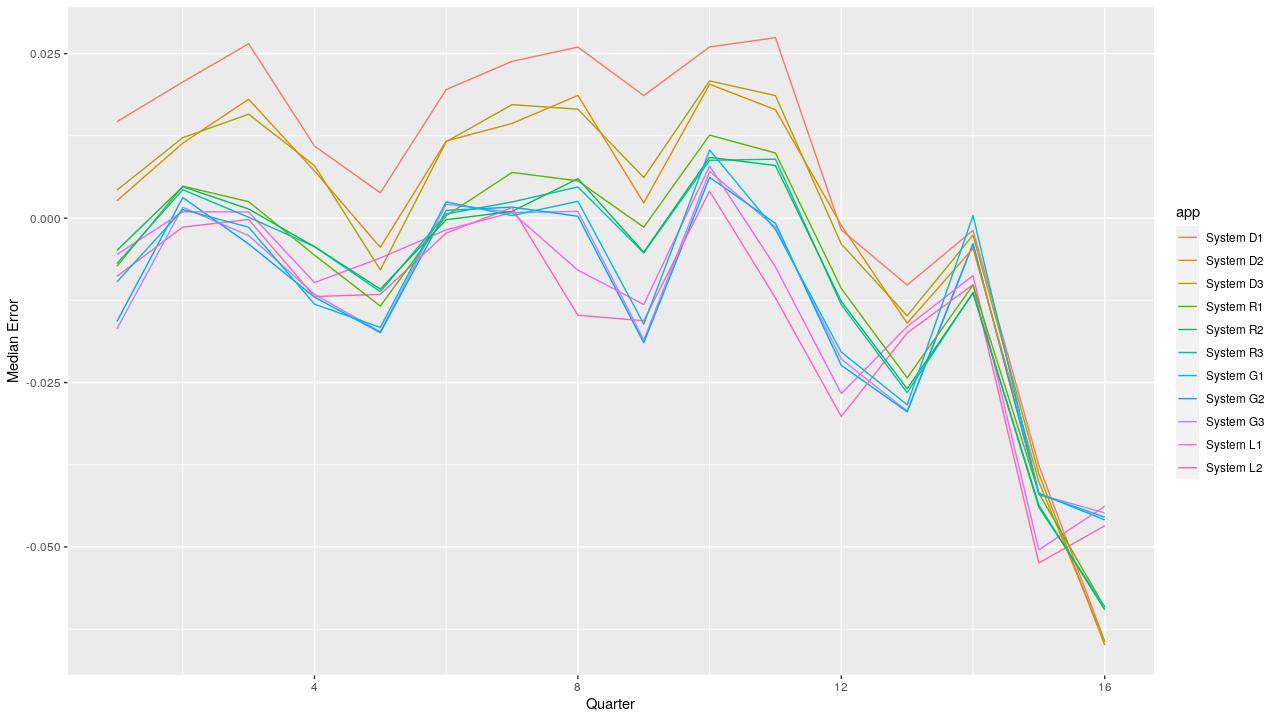 0.025
0.000
-0.025
-0.050
Median Error
4
8
12
16
Quarter
app
System D1
System D2
System D3
System R1
System R2
System R3
System G1
System G2
System G3
System L1
System L2